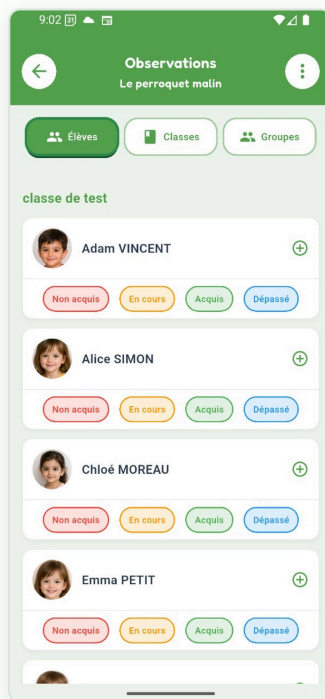 9:02 31
Observations
Le perroquet malin
Élèves Classes Groupes
classe de test
Adam VINCENT
Non acquis En cours Acquis Dépassé
Alice SIMON
Non acquis En cours Acquis Dépassé
Chloé MOREAU
Non acquis En cours Acquis Dépassé
Emma PETIT
Non acquis En cours Acquis Dépassé